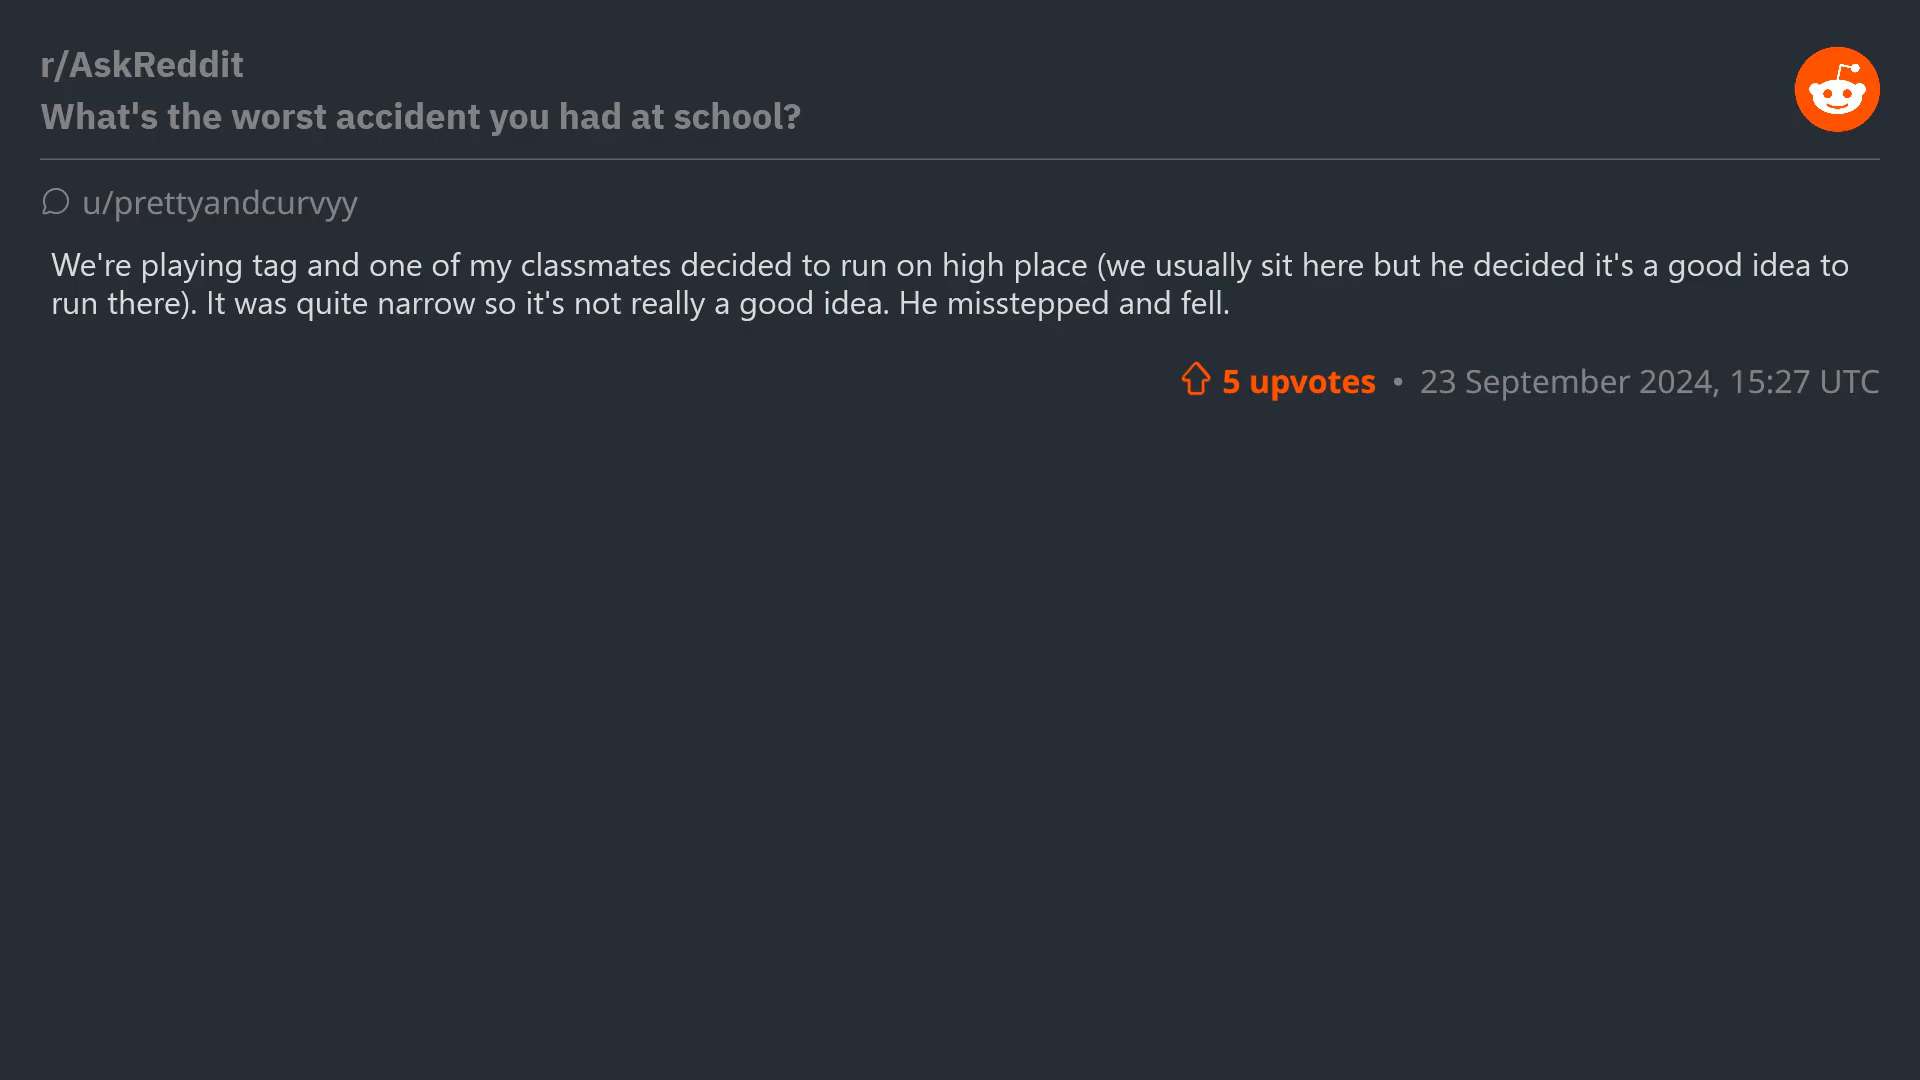 r/AskReddit
What's the worst accident you had at school?
u/prettyandcurvyy
We're playing tag and one of my classmates decided to run on high place (we usually sit here but he decided it's a good idea to
run there). It was quite narrow so it's not really a good idea. He misstepped and fell.
5 upvotes • 23 September 2024, 15:27 UTC